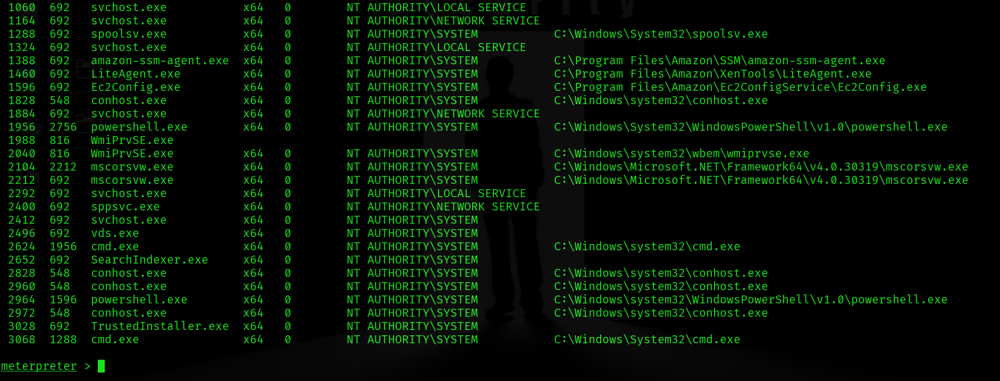 1060 692 svchost.exe x64 0 NT AUTHORITY\LOCAL SERVICE
1164 692 svchost.exe x64 0 NT AUTHORITY\NETWORK SERVICE
1288 692 spoolsv.exe x64 0 NT AUTHORITY\SYSTEM C:\Windows\System32\spoolsv.exe
1324 692 svchost.exe x64 0 NT AUTHORITY\LOCAL SERVICE
1388 692 amazon-ssm-agent.exe x64 0 NT AUTHORITY\SYSTEM C:\Program Files\Amazon\SSM\amazon-ssm-agent.exe
1460 692 LiteAgent.exe x64 0 NT AUTHORITY\SYSTEM C:\Program Files\Amazon\XenTools\LiteAgent.exe
1596 692 Ec2Config.exe x64 0 NT AUTHORITY\SYSTEM C:\Program Files\Amazon\Ec2ConfigService\Ec2Config.exe
1828 548 conhost.exe x64 0 NT AUTHORITY\SYSTEM C:\Windows\system32\conhost.exe
1884 692 svchost.exe x64 0 NT AUTHORITY\NETWORK SERVICE
1956 2756 powershell.exe x64 0 NT AUTHORITY\SYSTEM C:\Windows\System32\WindowsPowerShell\v1.0\powershell.exe
1988 816 WmiPrvSE.exe
2040 816 WmiPrvSE.exe x64 0 NT AUTHORITY\SYSTEM C:\Windows\system32\wbem\wmiprvse.exe
2104 2212 mscorsvw.exe x64 0 NT AUTHORITY\SYSTEM C:\Windows\Microsoft.NET\Framework64\v4.0.30319\mscorsvw.exe
2212 692 mscorsvw.exe x64 0 NT AUTHORITY\SYSTEM C:\Windows\Microsoft.NET\Framework64\v4.0.30319\mscorsvw.exe
2292 692 svchost.exe x64 0 NT AUTHORITY\LOCAL SERVICE
2400 692 sppsvc.exe x64 0 NT AUTHORITY\NETWORK SERVICE
2412 692 svchost.exe x64 0 NT AUTHORITY\SYSTEM
2496 692 vds.exe x64 0 NT AUTHORITY\SYSTEM
2624 1956 cmd.exe x64 0 NT AUTHORITY\SYSTEM C:\Windows\system32\cmd.exe
2652 692 SearchIndexer.exe x64 0 NT AUTHORITY\SYSTEM
2828 548 conhost.exe x64 0 NT AUTHORITY\SYSTEM C:\Windows\system32\conhost.exe
2960 548 conhost.exe x64 0 NT AUTHORITY\SYSTEM C:\Windows\system32\conhost.exe
2964 1596 powershell.exe x64 0 NT AUTHORITY\SYSTEM C:\Windows\system32\WindowsPowerShell\v1.0\powershell.exe
2972 548 conhost.exe x64 0 NT AUTHORITY\SYSTEM C:\Windows\system32\conhost.exe
3028 692 TrustedInstaller.exe x64 0 NT AUTHORITY\SYSTEM
3068 1288 cmd.exe x64 0 NT AUTHORITY\SYSTEM C:\Windows\System32\cmd.exe
meterpreter >